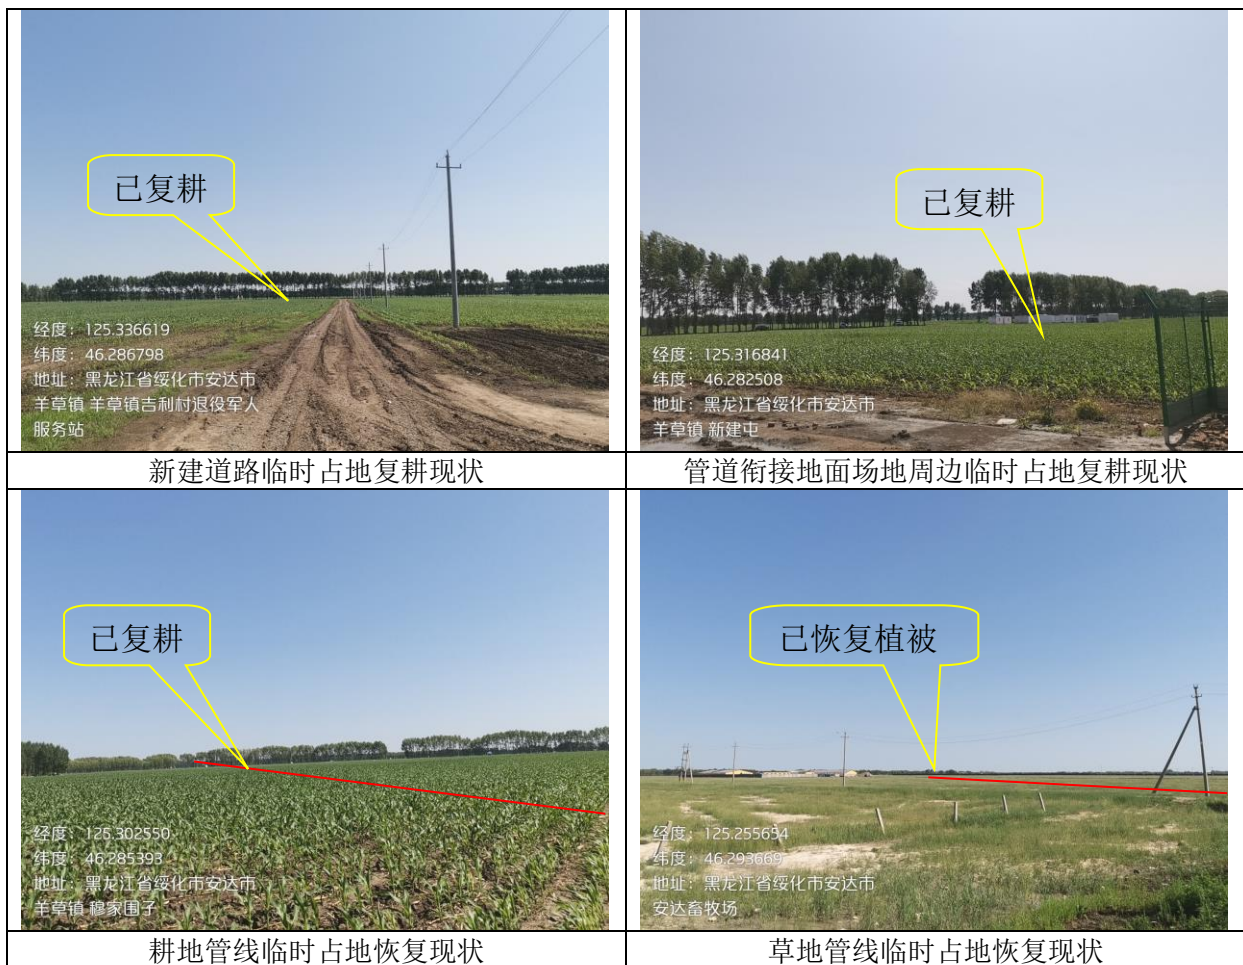 已复耕
经度：125.336619
纬度：46.286798
地址：黑龙江省绥化市安达市
羊草镇 羊草镇吉利村退役军人
服务站
新建道路临时占地复耕现状
已复耕
经度：125.316841
纬度：46.282508
地址：黑龙江省绥化市安达市
羊草镇 新建屯
管道衔接地面场地周边临时占地复耕现状
已复耕
经度：125.302550
纬度：46.285393
地址：黑龙江省绥化市安达市
羊草镇 穆家围子
耕地管线临时占地恢复现状
已恢复植被
经度：125.255654
纬度：46.293669
地址：黑龙江省绥化市安达市
安达畜牧场
草地管线临时占地恢复现状